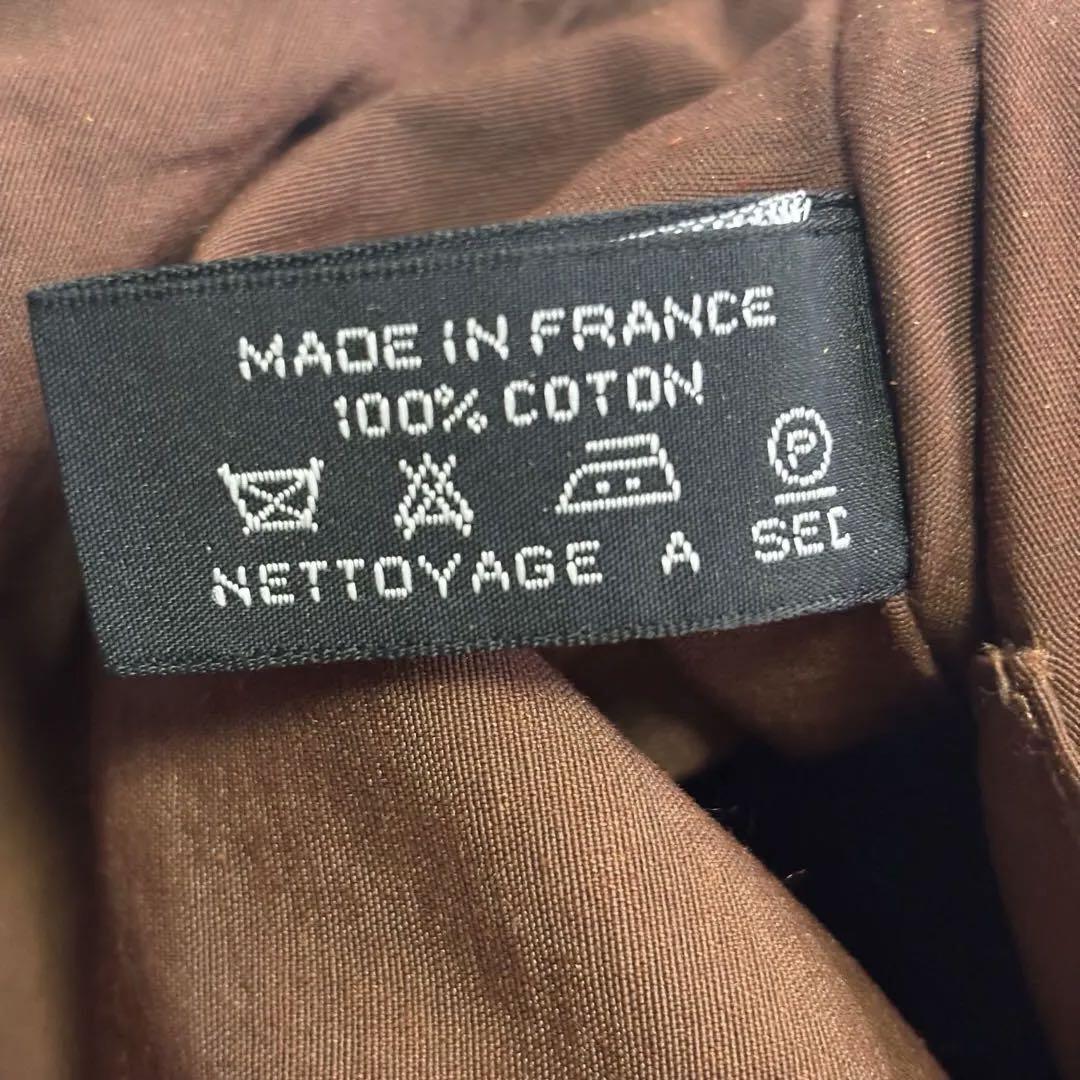 MADE IN FRANCE
100% COTON
P
NETTOYAGE A SEC